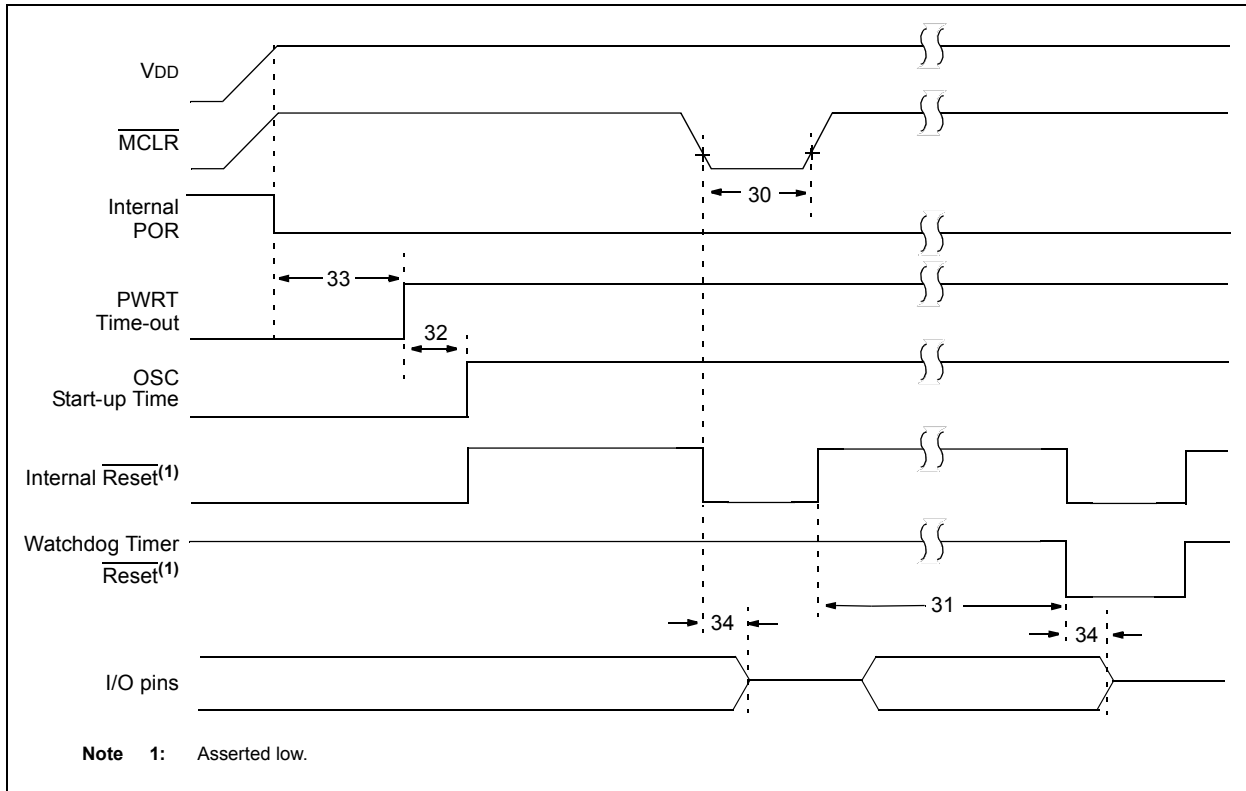 VDD
MCLR
Internal
POR
PWRT
Time-out
OSC
Start-up Time
Internal Reset(1)
Watchdog Timer
Reset(1)
I/O pins
30
33
32
31
34
34
Note 1: Asserted low.